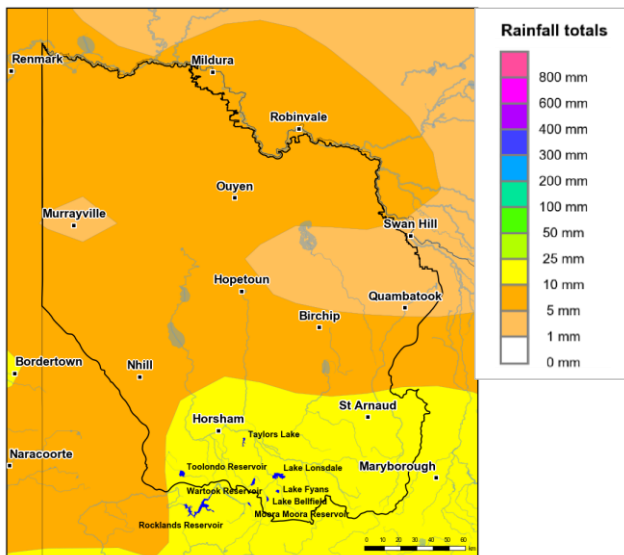 Renmark
Mildura
Robinvale
Ouyen
Murrayville
Swan Hill
Hopetoun
Quambatook
Birchip
Bordertown
Nhill
St Arnaud
Horsham
Taylors Lake
Naracoorte
Toolondo Reservoir
Lake Lonsdale
Maryborough
Wartook Reservoir
Lake Fyans
Lake Bellfield
Moora Moora Reservoir
Rocklands Reservoir
0 10 20 30 40 50 60
km
Rainfall totals
800 mm
600 mm
400 mm
300 mm
200 mm
100 mm
50 mm
25 mm
10 mm
5 mm
1 mm
0 mm